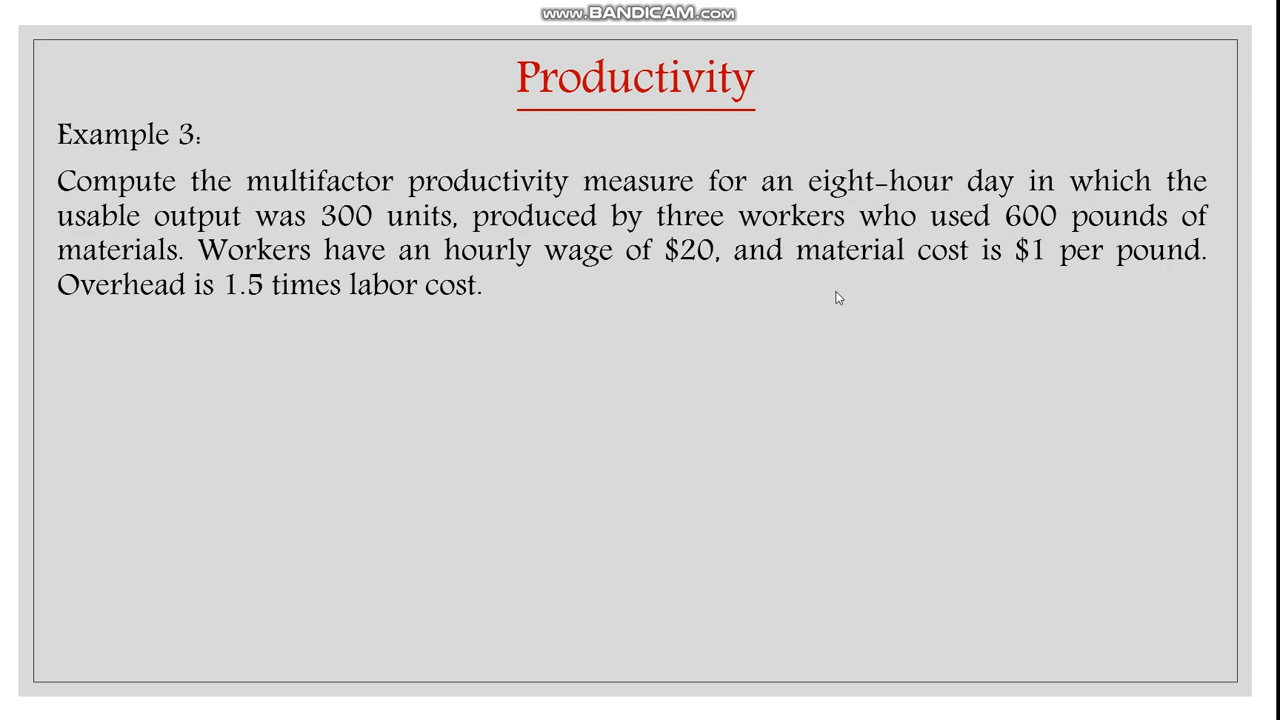 www.BANDICAM.com
Productivity
Example 3:
Compute the multifactor productivity measure for an eight-hour day in which the
usable output was 300 units, produced by three workers who used 600 pounds of
materials. Workers have an hourly wage of $20, and material cost is $1 per pound.
Overhead is 1.5 times labor cost.